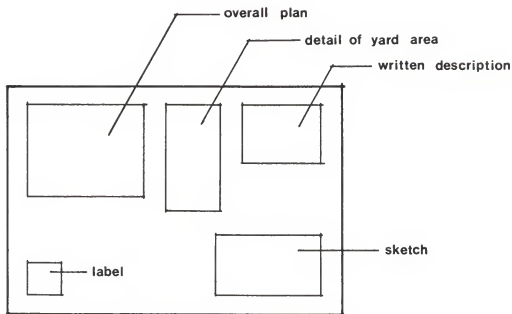 overall plan
detail of yard area
written description
sketch
label